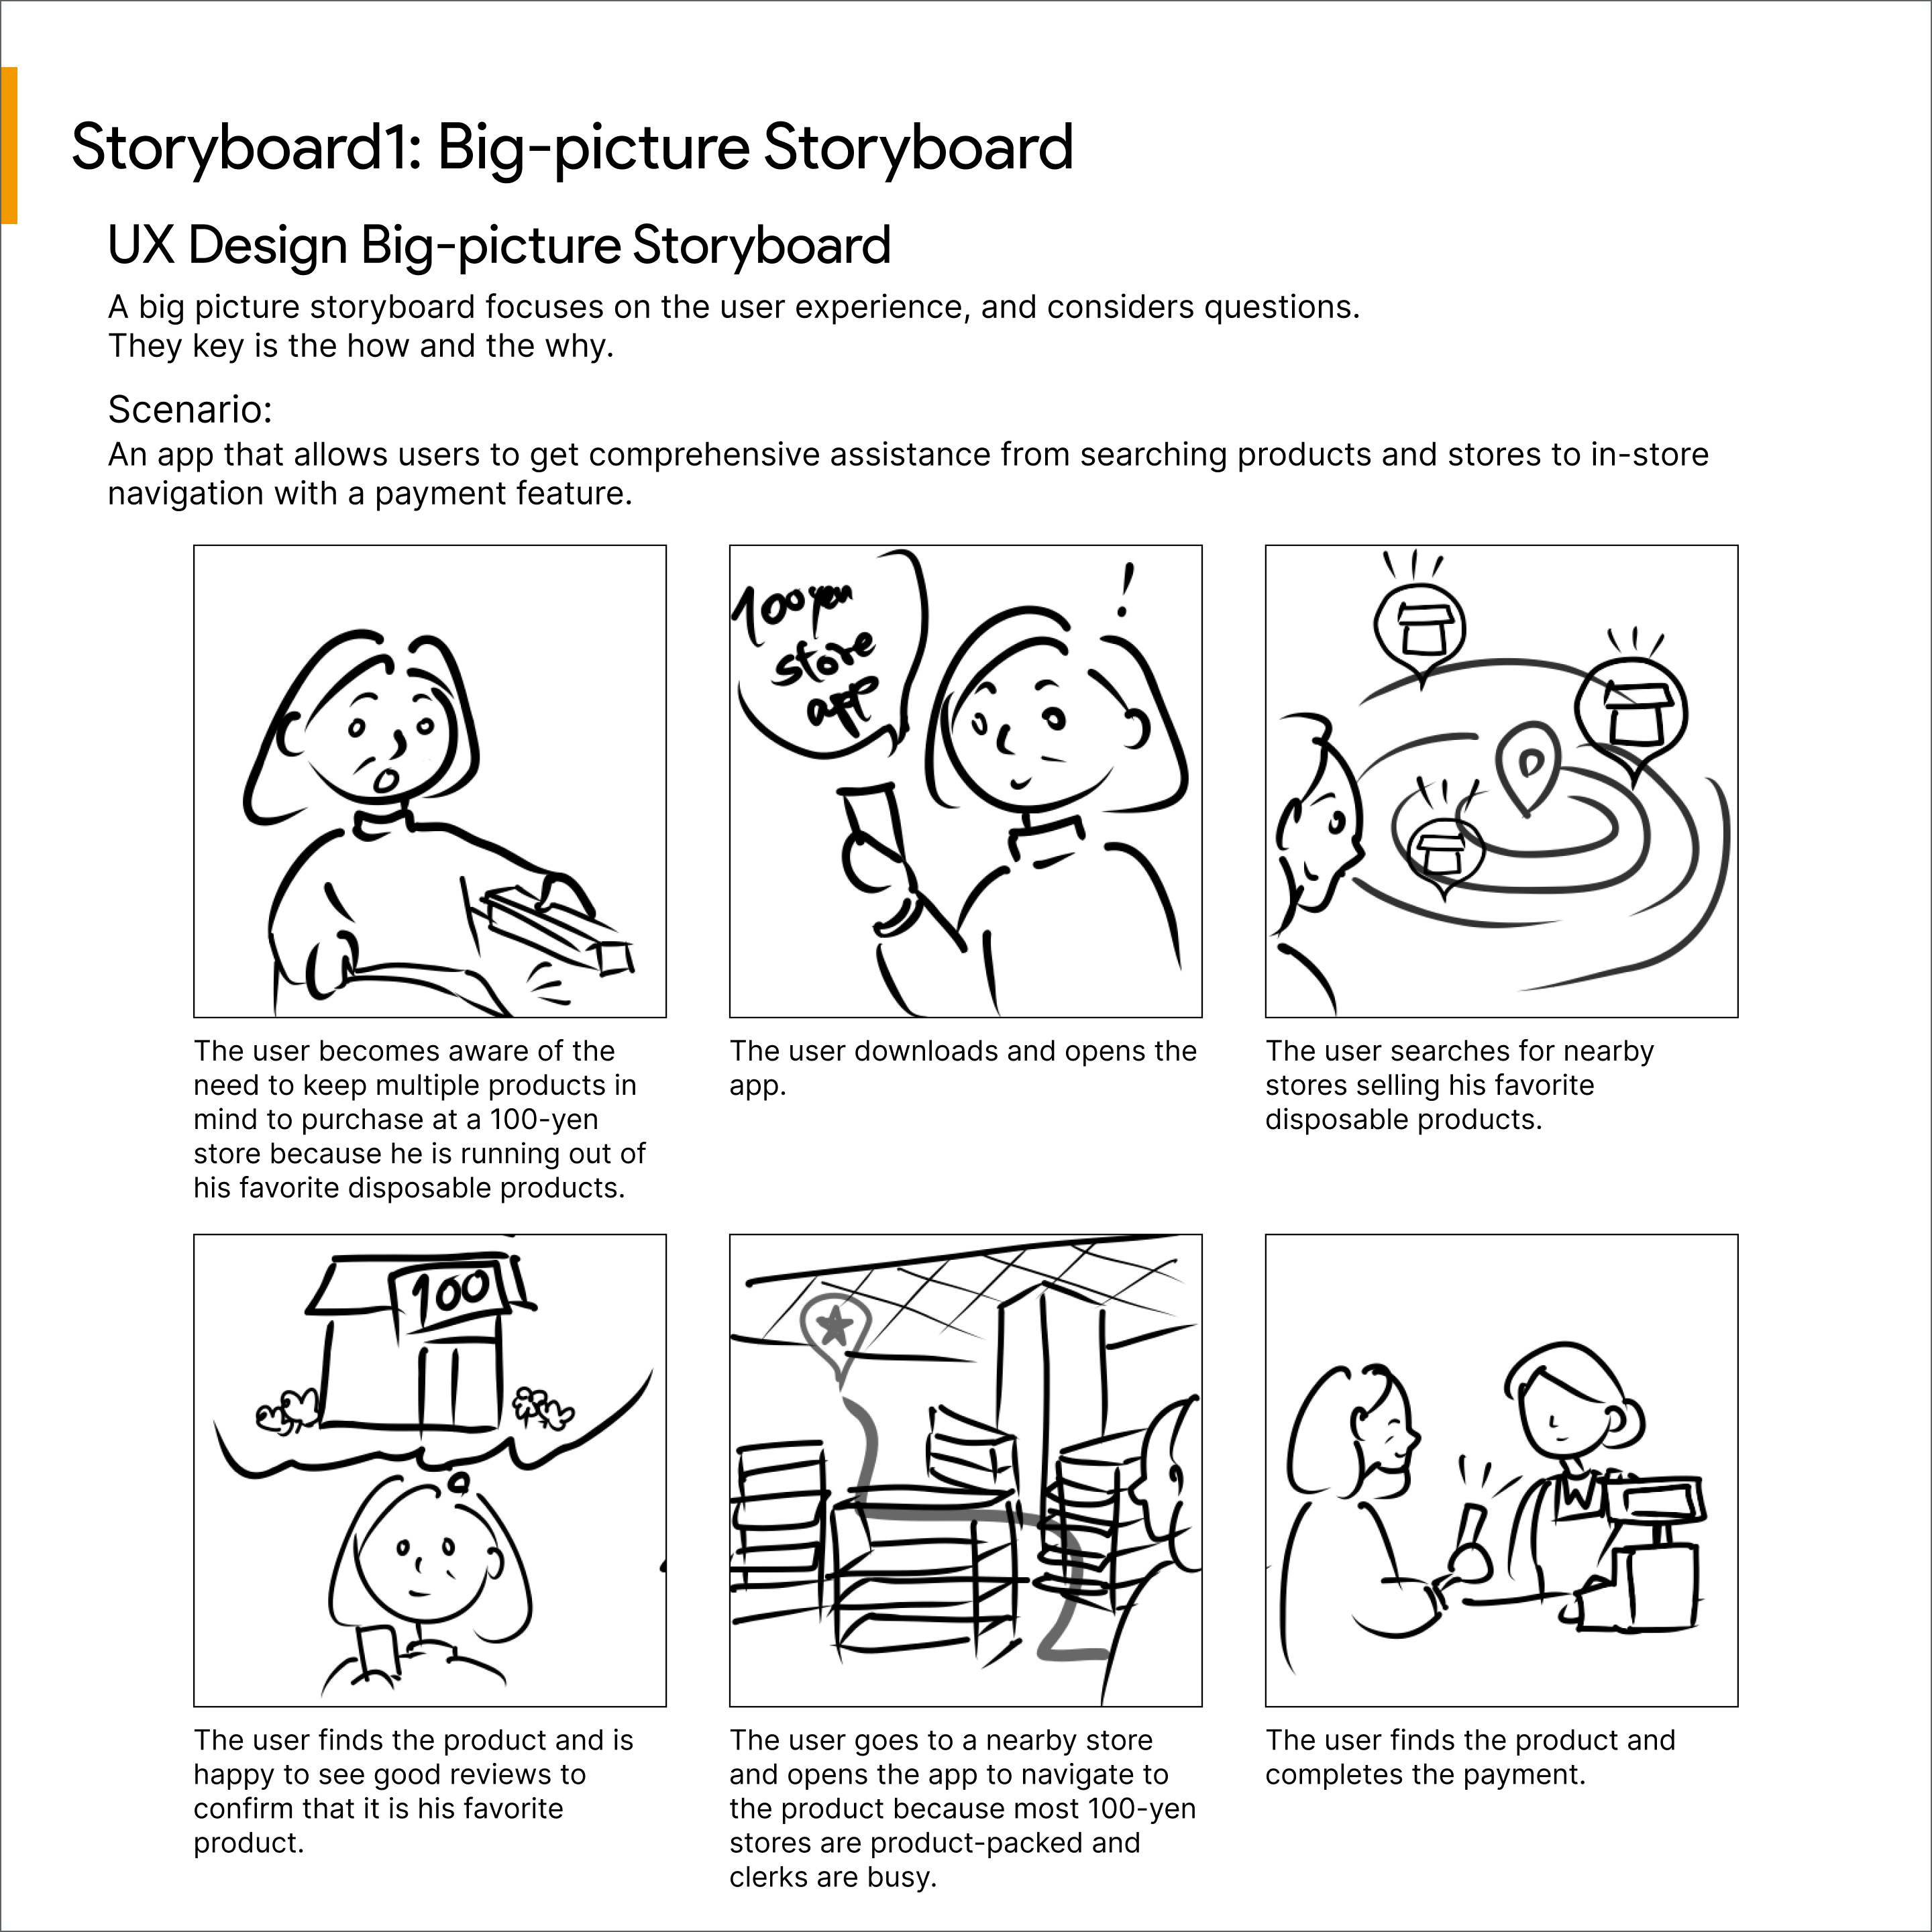 Storyboard1: Big-picture Storyboard
UX Design Big-picture Storyboard
A big picture storyboard focuses on the user experience, and considers questions.
They key is the how and the why.
Scenario:
An app that allows users to get comprehensive assistance from searching products and stores to in-store
navigation with a payment feature.
100 yen
store
app
The user becomes aware of the
need to keep multiple products in
mind to purchase at a 100-yen
store because he is running out of
his favorite disposable products.
The user downloads and opens the
app.
The user searches for nearby
stores selling his favorite
disposable products.
100
The user finds the product and is
happy to see good reviews to
confirm that it is his favorite
product.
The user goes to a nearby store
and opens the app to navigate to
the product because most 100-yen
stores are product-packed and
clerks are busy.
The user finds the product and
completes the payment.